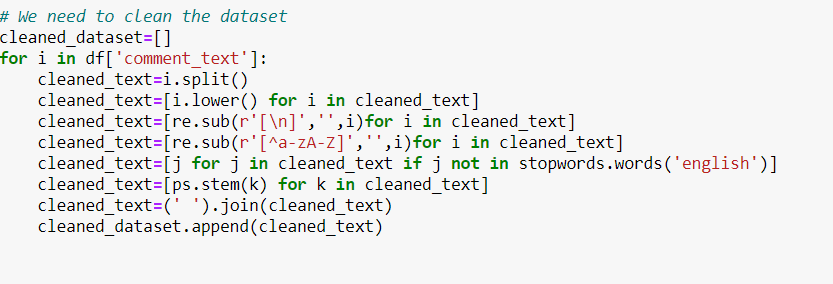 # We need to clean the dataset
cleaned_dataset=[]
for i in df['comment_text']:
    cleaned_text=i.split()
    cleaned_text=[i.lower() for i in cleaned_text]
    cleaned_text=[re.sub(r'[\n]','',i)for i in cleaned_text]
    cleaned_text=[re.sub(r'[^a-zA-Z]','',i)for i in cleaned_text]
    cleaned_text=[j for j in cleaned_text if j not in stopwords.words('english')]
    cleaned_text=[ps.stem(k) for k in cleaned_text]
    cleaned_text=(' ').join(cleaned_text)
    cleaned_dataset.append(cleaned_text)